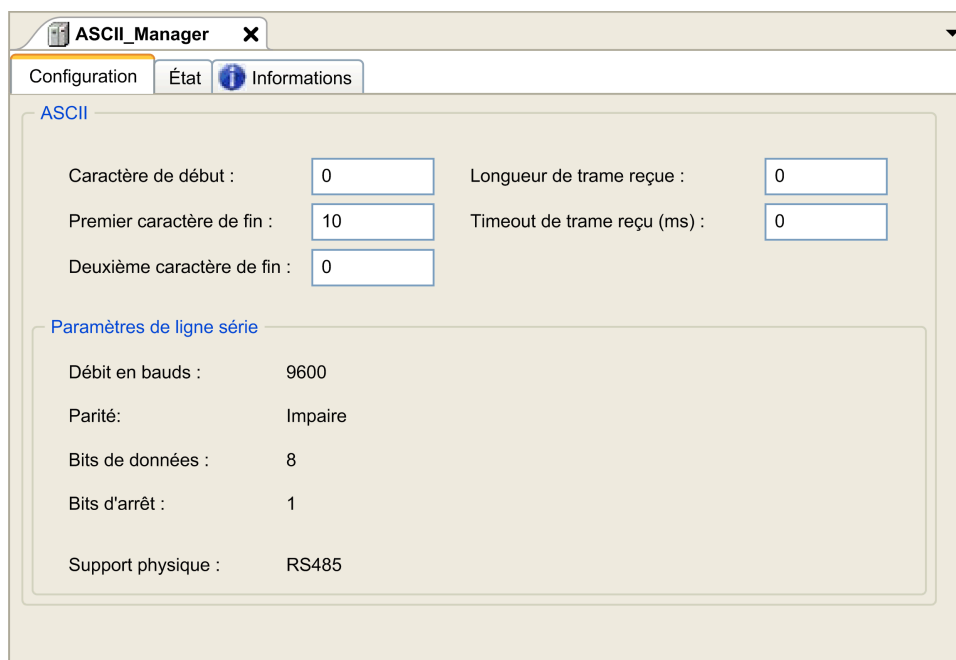 ASCII_Manager
Configuration État Informations
ASCII
Caractère de début : 0 Longueur de trame reçue : 0
Premier caractère de fin : 10 Timeout de trame reçu (ms) : 0
Deuxième caractère de fin : 0
Paramètres de ligne série
Débit en bauds : 9600
Parité: Impaire
Bits de données : 8
Bits d'arrêt : 1
Support physique : RS485